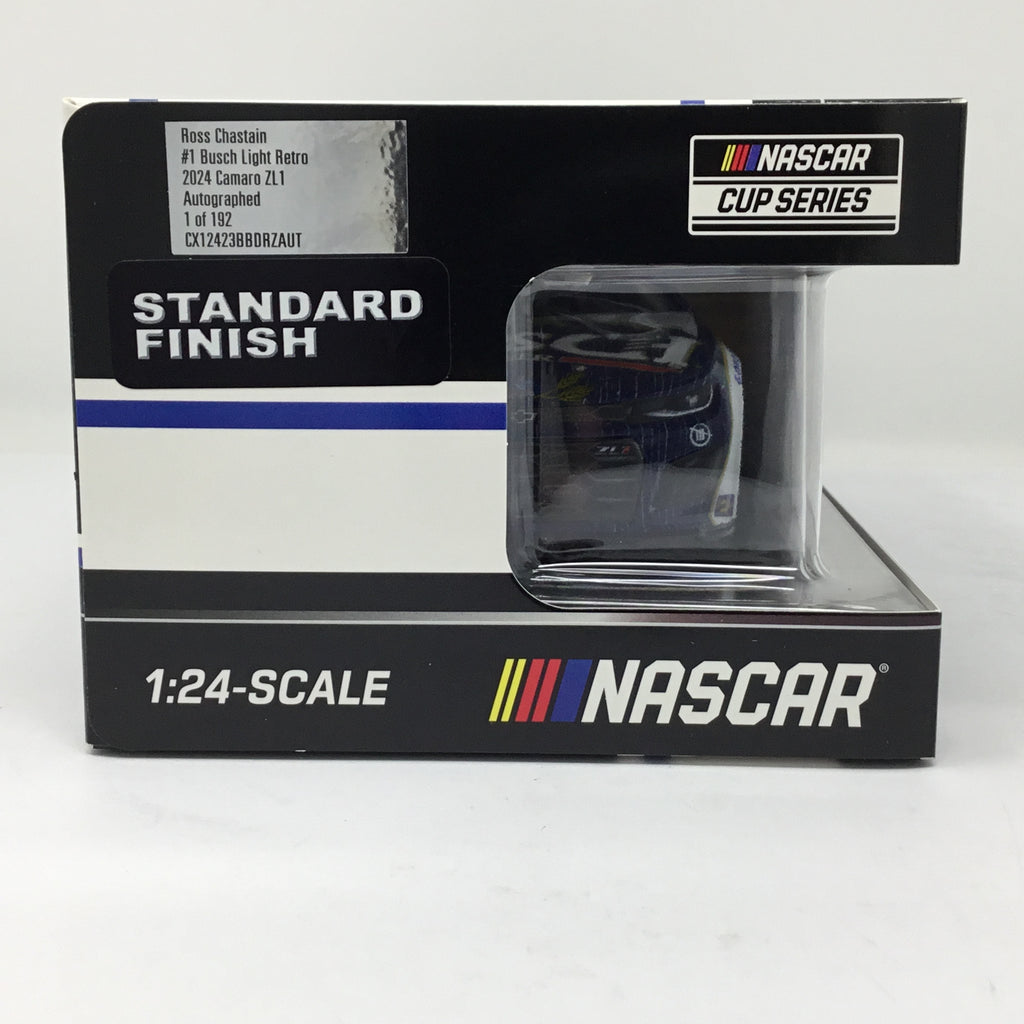 Ross Chastain
#1 Busch Light Retro
2024 Camaro ZL1
Autographed
1 of 192
CX12423BBDRZAUT
NASCAR
CUP SERIES
STANDARD
FINISH
ZL1
1:24-SCALE
NASCAR®